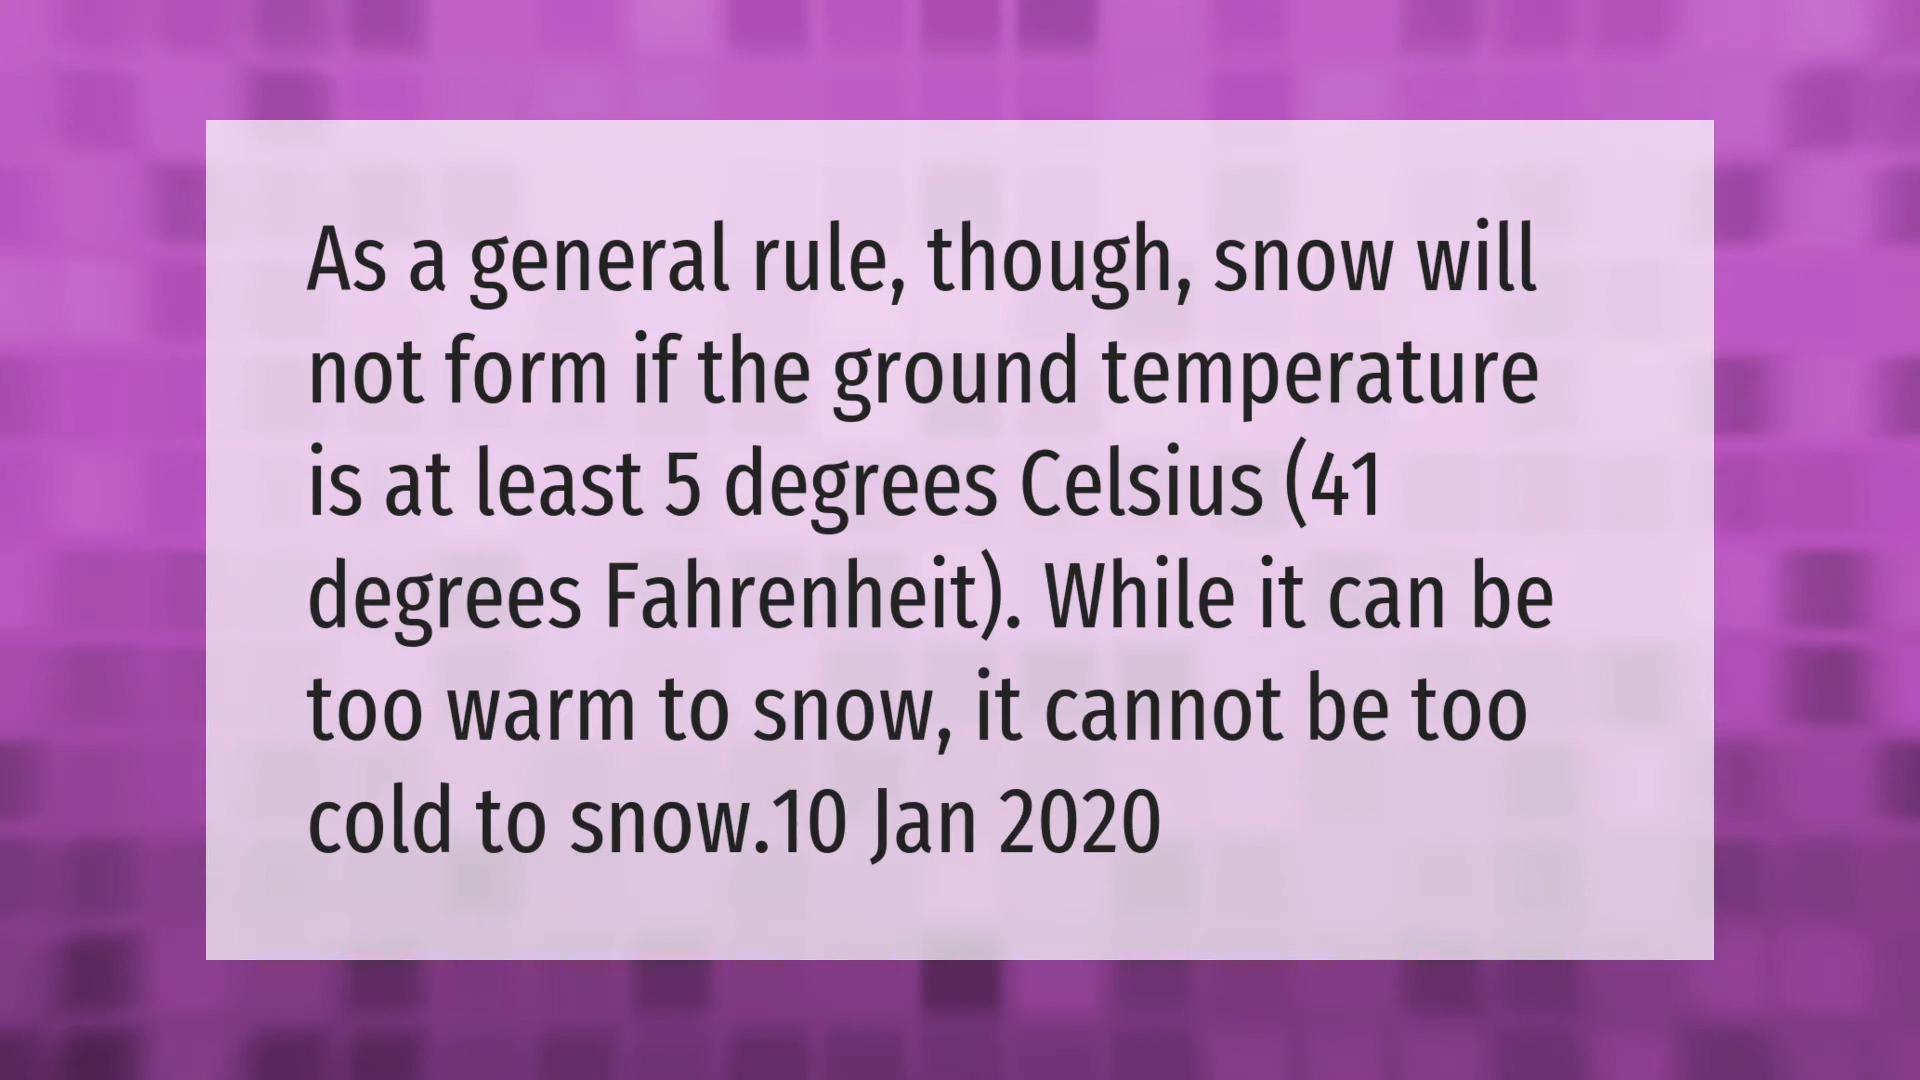 As a general rule, though, snow will
not form if the ground temperature
is at least 5 degrees Celsius (41
degrees Fahrenheit). While it can be
too warm to snow, it cannot be too
cold to snow.10 Jan 2020